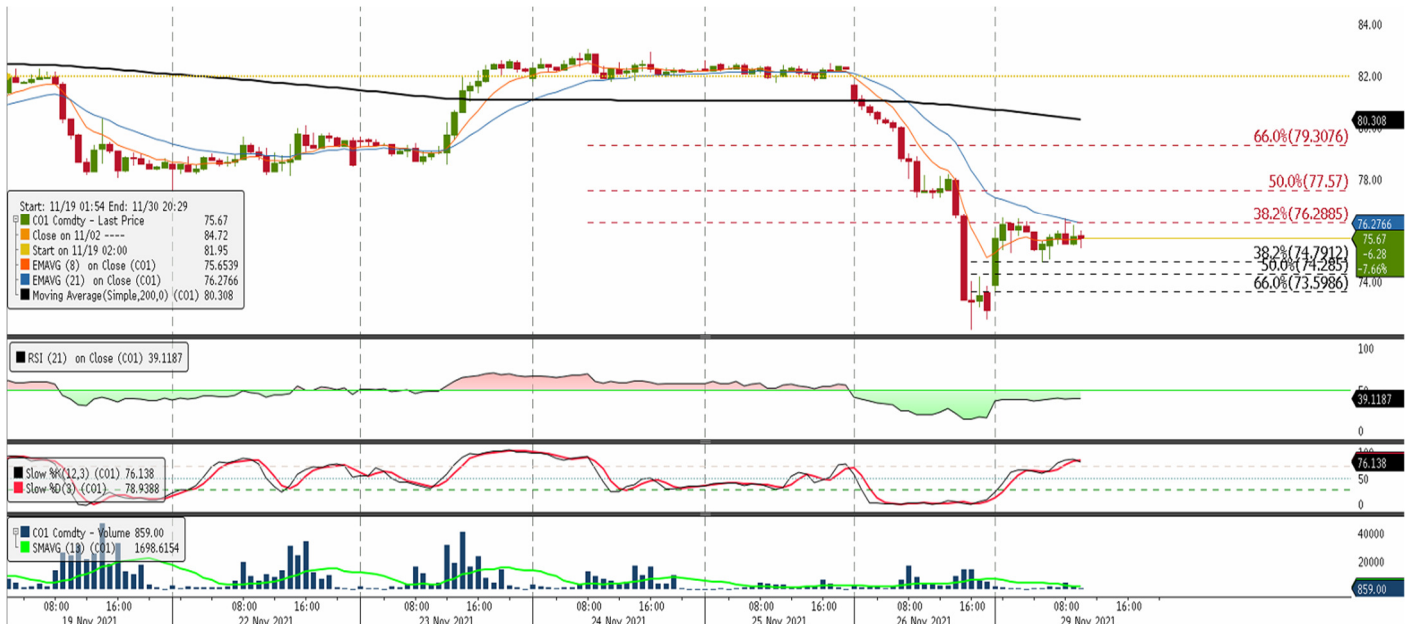 84.00
82.00
80.308
80.00
66.0%(79.3076)
78.00
50.0%(77.57)
38.2%(76.2885)
76.2766
75.67
-6.28
-7.66%
38.2%(74.7912)
50.0%(74.285)
74.00
66.0%(73.5986)
Start: 11/19 01:54 End: 11/30 20:29
CO1 Comdty - Last Price 75.67
Close on 11/02 ---- 84.72
Start on 11/19 02:00 81.95
EMAVG (8) on Close (CO1) 75.6539
EMAVG (21) on Close (CO1) 76.2766
Moving Average(Simple,200,0) (CO1) 80.308
RSI (21) on Close (CO1) 39.1187
100
50
39.1187
0
Slow %K(12,3) (CO1) 76.138
Slow %D(3) (CO1) 78.9388
100
76.138
50
0
CO1 Comdty - Volume 859.00
SMAVG (13) (CO1) 1698.6154
40000
20000
859.00
08:00 16:00 08:00 16:00 08:00 16:00 08:00 16:00 08:00 16:00 08:00 16:00 08:00 16:00
19 Nov 2021 22 Nov 2021 23 Nov 2021 24 Nov 2021 25 Nov 2021 26 Nov 2021 29 Nov 2021